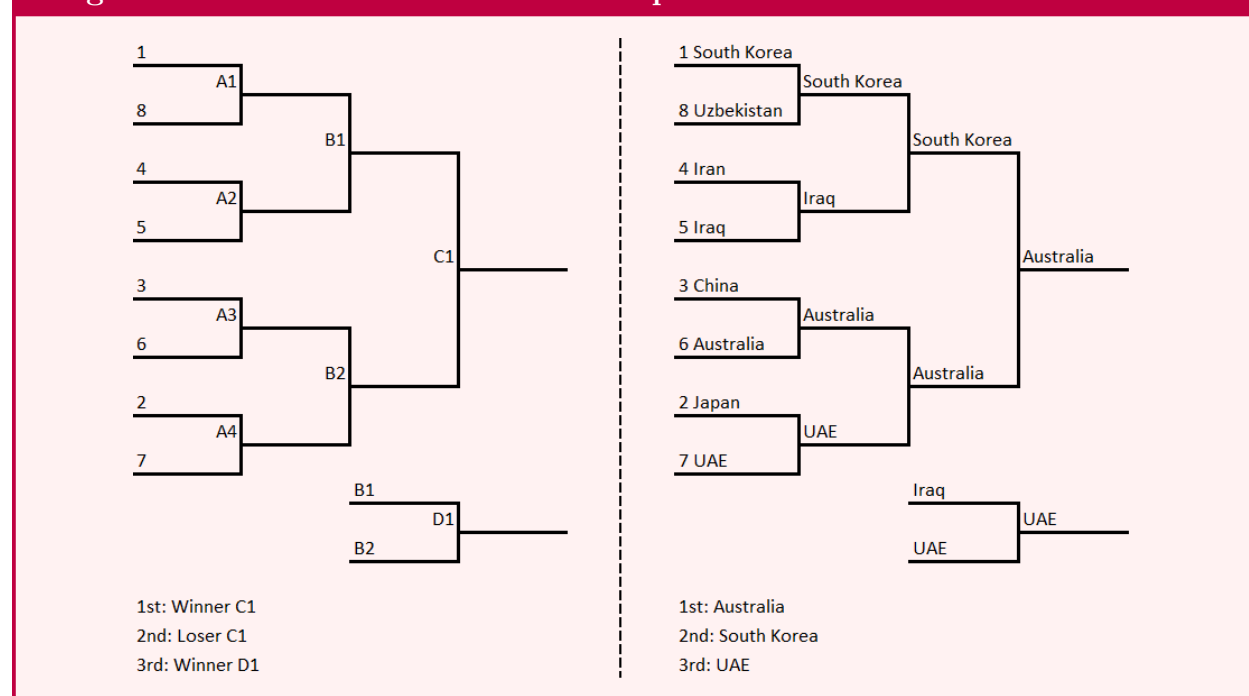 1
A1
8
B1
4
A2
5
C1
3
A3
6
B2
2
A4
7
B1
D1
B2
1st: Winner C1
2nd: Loser C1
3rd: Winner D1
1 South Korea
South Korea
8 Uzbekistan
South Korea
4 Iran
Iraq
5 Iraq
Australia
3 China
Australia
6 Australia
Australia
2 Japan
UAE
7 UAE
Iraq
UAE
UAE
1st: Australia
2nd: South Korea
3rd: UAE